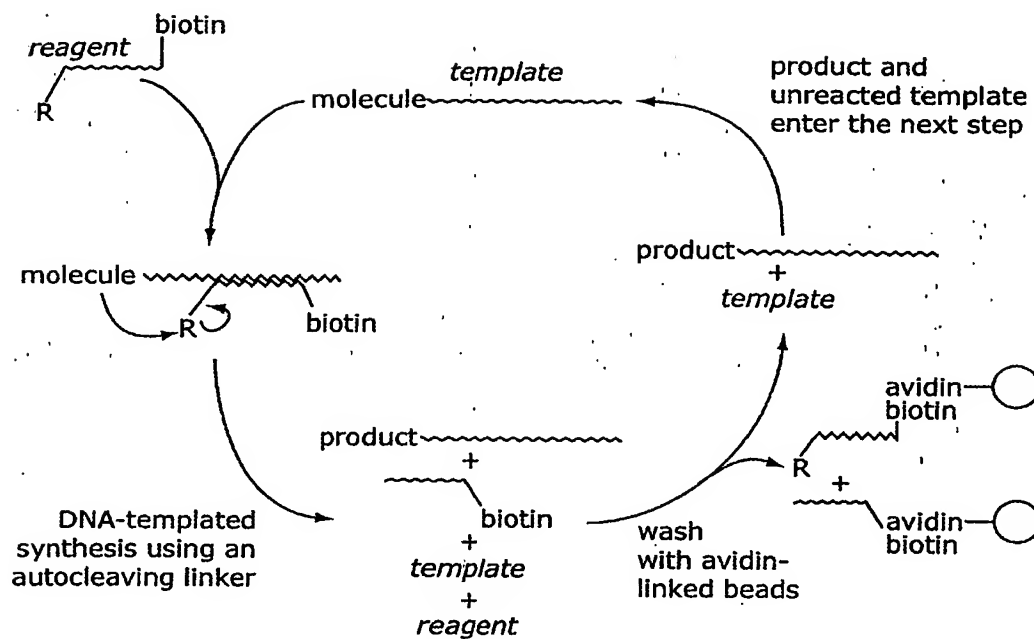 biotin
reagent
R
template
molecule
product and
unreacted template
enter the next step
molecule
R
biotin
product
+
template
DNA-templated
synthesis using an
autocleaving linker
product
+
biotin
+
template
+
reagent
wash
with avidin-
linked beads
avidin
biotin
R
+
avidin
biotin